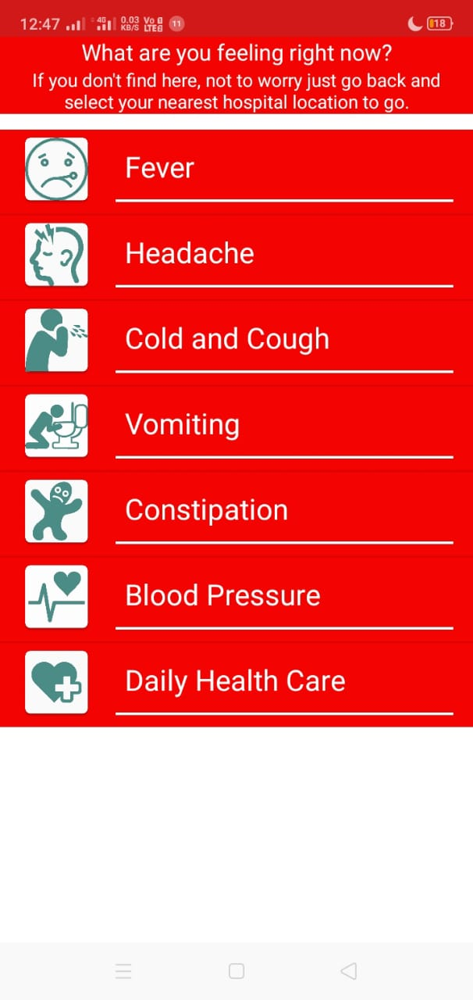 12:47 4G 0.03 KB/S Vo LTE 11 18
What are you feeling right now?
If you don't find here, not to worry just go back and
select your nearest hospital location to go.
Fever
Headache
Cold and Cough
Vomiting
Constipation
Blood Pressure
Daily Health Care